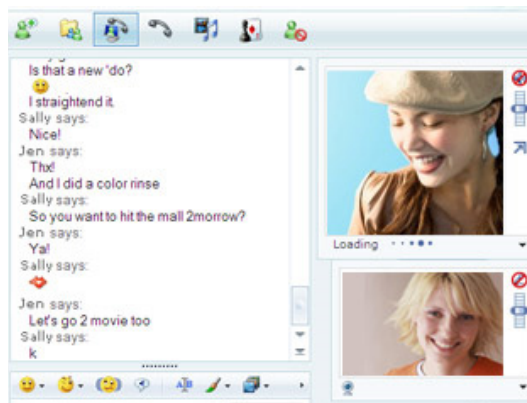 Is that a new 'do?
I straightend it.
Sally says:
Nice!
Jen says:
Thx!
And I did a color rinse
Sally says:
So you want to hit the mall 2morrow?
Jen says:
Ya!
Sally says:
Jen says:
Let's go 2 movie too
Sally says:
k
Loading